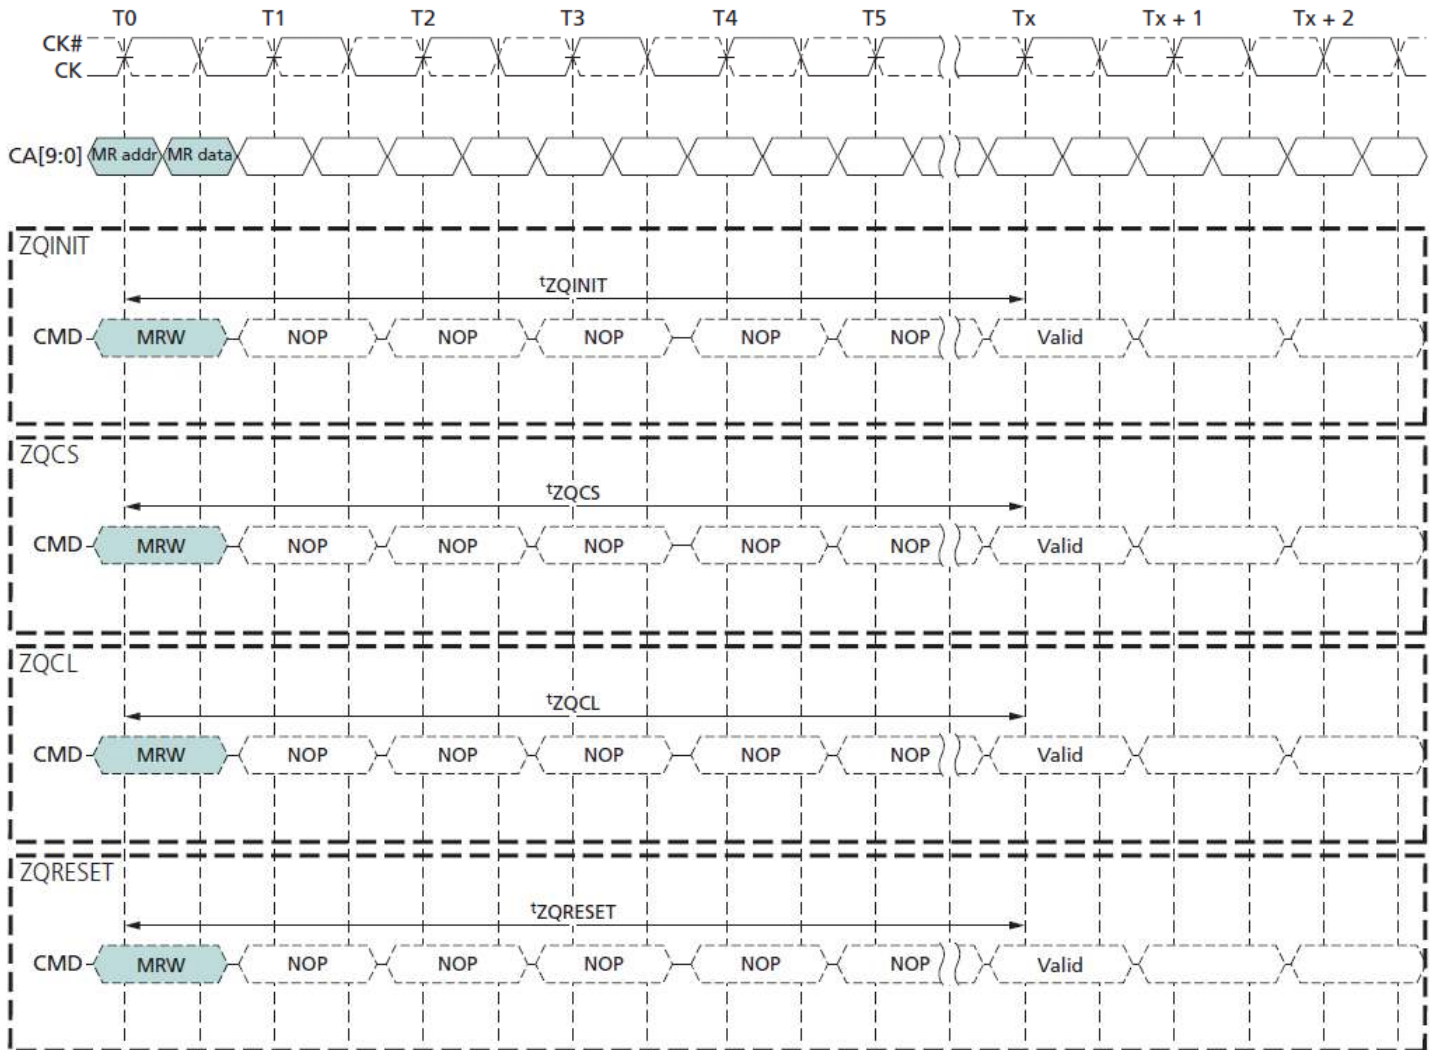 T0 T1 T2 T3 T4 T5 Tx Tx + 1 Tx + 2
CK#
CK
CA[9:0] MR addr MR data
ZQINIT
tZQINIT
CMD MRW NOP NOP NOP NOP NOP Valid
ZQCS
tZQCS
CMD MRW NOP NOP NOP NOP NOP Valid
ZQCL
tZQCL
CMD MRW NOP NOP NOP NOP NOP Valid
ZQRESET
tZQRESET
CMD MRW NOP NOP NOP NOP NOP Valid